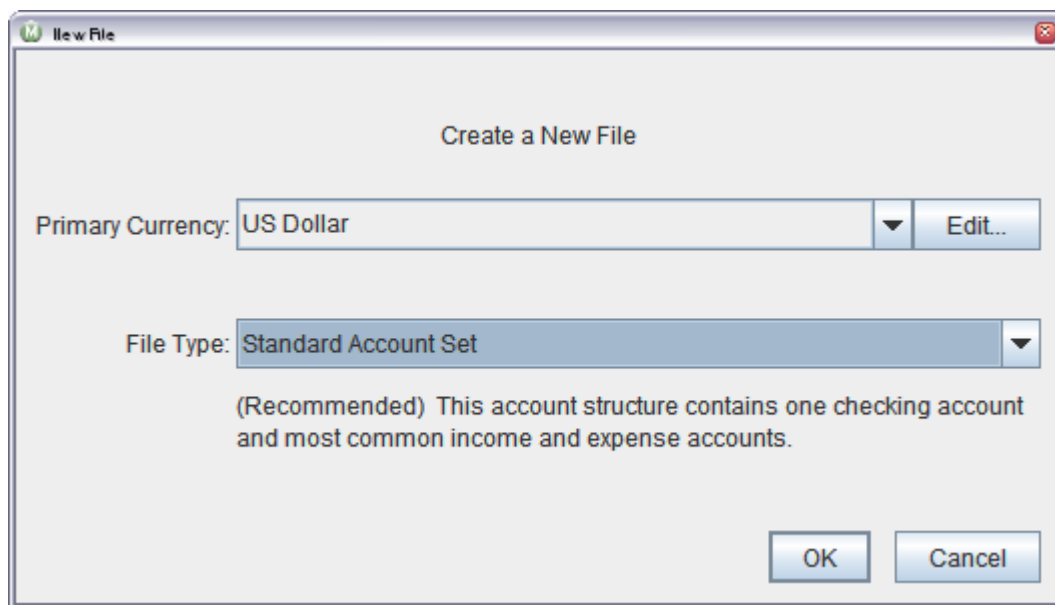 New File
Create a New File
Primary Currency: US Dollar Edit...
File Type: Standard Account Set
(Recommended)  This account structure contains one checking account
and most common income and expense accounts.
OK Cancel